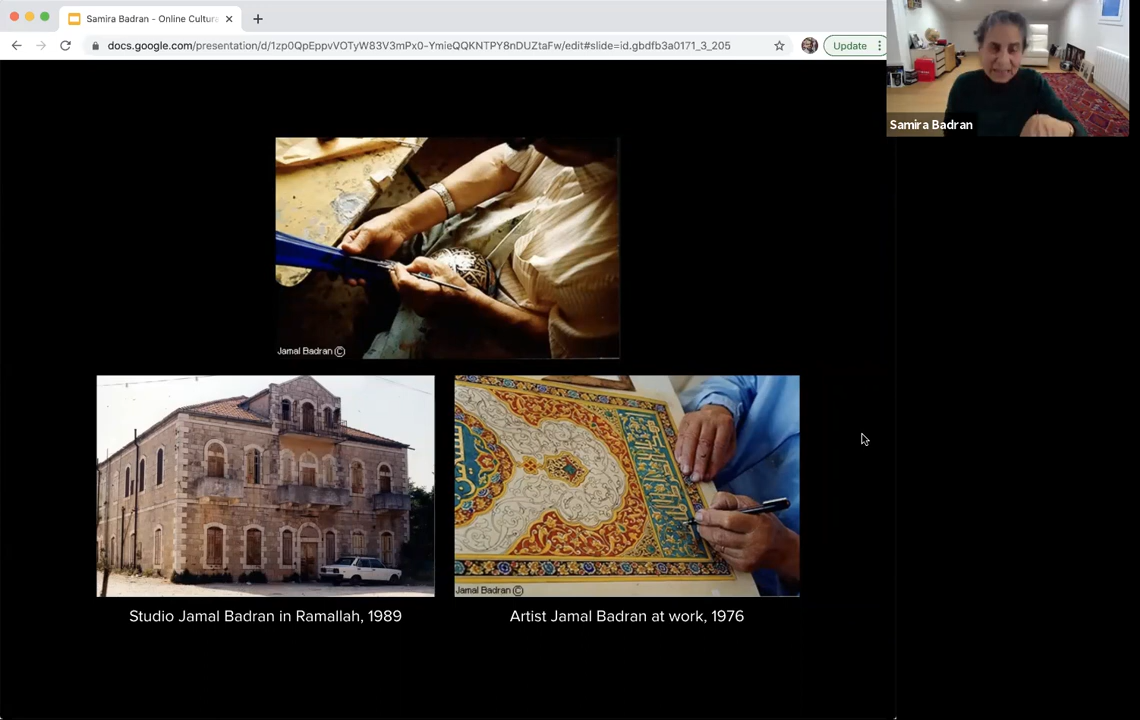 Samira Badran - Online Cultura
docs.google.com/presentation/d/1zp0QpEppvVOTyW83V3mPx0-YmieQQKNTPY8nDUZtaFw/edit#slide=id.gbdfb3a0171_3_205
Update
Samira Badran
Jamal Badran ©
Jamal Badran ©
Studio Jamal Badran in Ramallah, 1989
Artist Jamal Badran at work, 1976